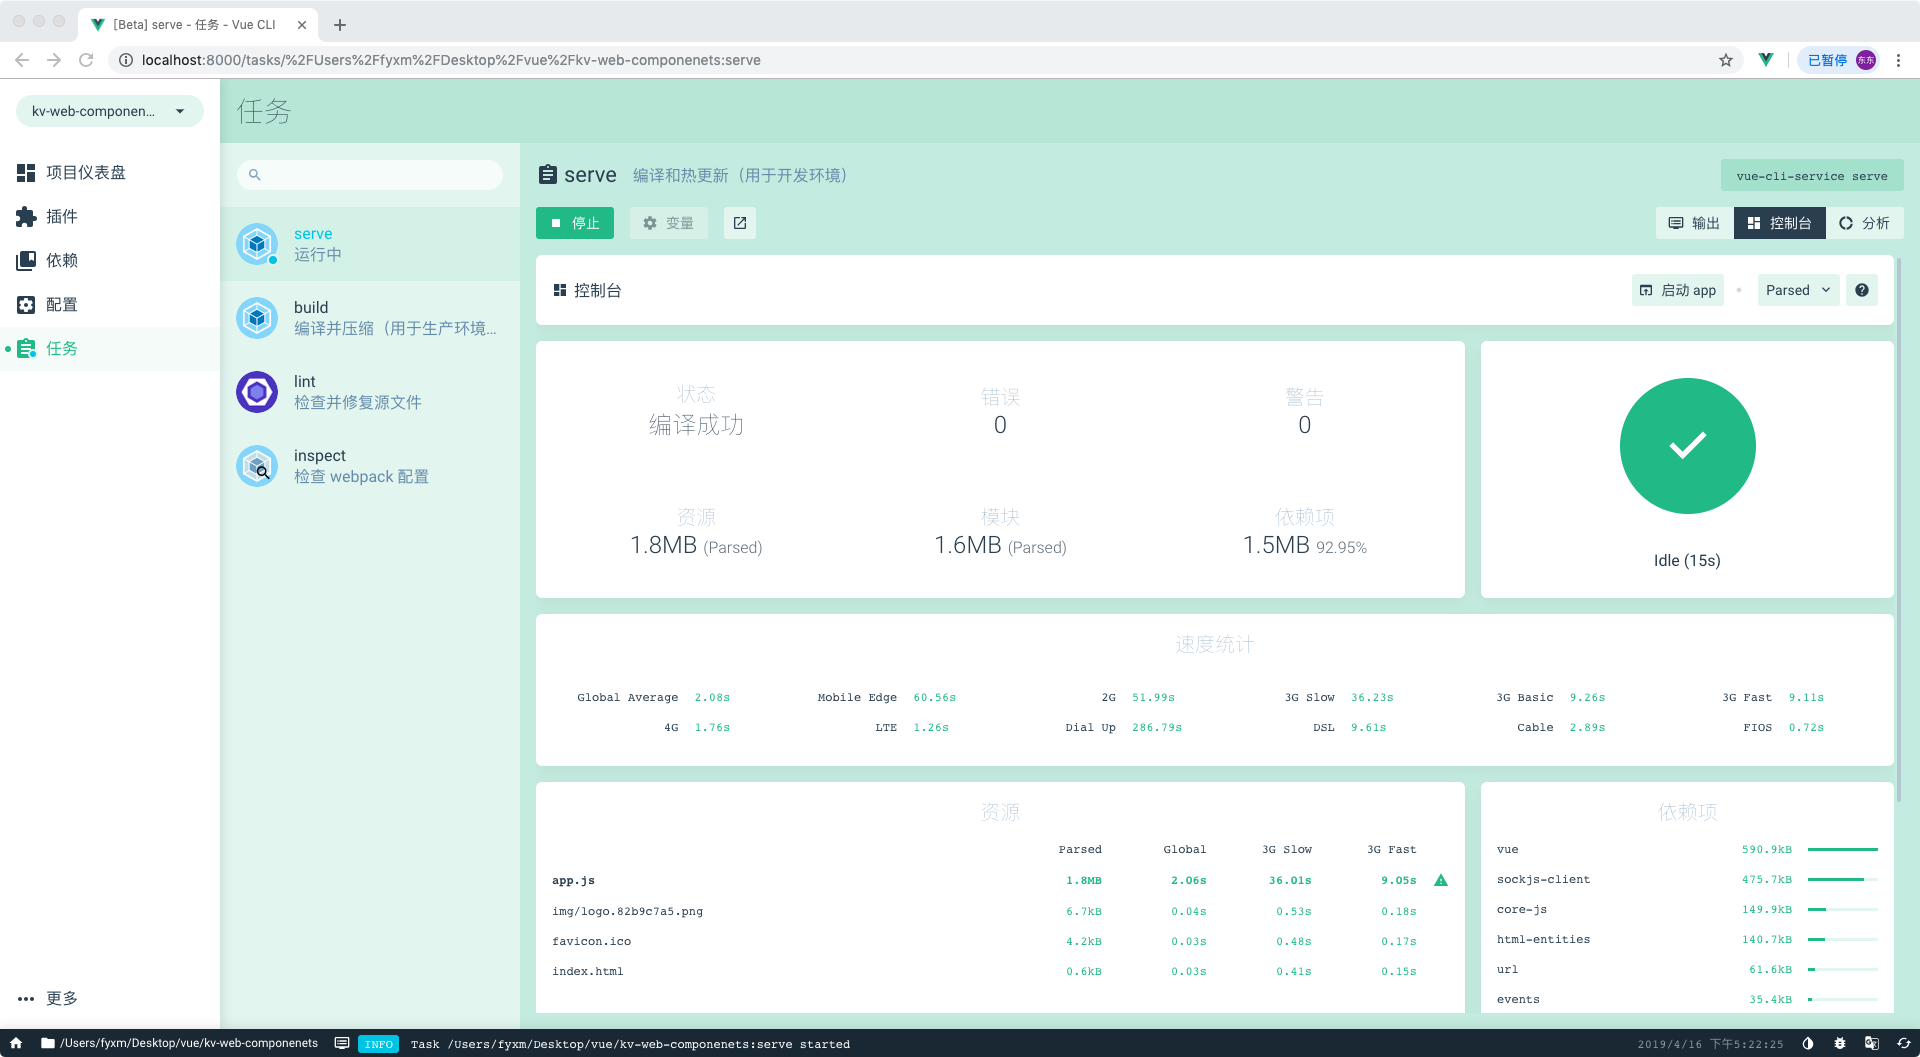 [Beta] serve - 任务 - Vue CLI
localhost:8000/tasks/%2FUsers%2Ffyxm%2FDesktop%2Fvue%2Fkv-web-componenets:serve
已暂停
东东
kv-web-componen...
任务
项目仪表盘
插件
依赖
配置
任务
更多
serve
运行中
build
编译并压缩（用于生产环境...
lint
检查并修复源文件
inspect
检查 webpack 配置
serve 编译和热更新（用于开发环境）
vue-cli-service serve
停止 变量
输出 控制台 分析
控制台
启动 app Parsed
状态 错误 警告
编译成功 0 0
资源 模块 依赖项
1.8MB (Parsed) 1.6MB (Parsed) 1.5MB 92.95%
Idle (15s)
速度统计
Global Average 2.08s Mobile Edge 60.56s 2G 51.99s 3G Slow 36.23s 3G Basic 9.26s 3G Fast 9.11s
4G 1.76s LTE 1.26s Dial Up 286.79s DSL 9.61s Cable 2.89s FIOS 0.72s
资源
Parsed Global 3G Slow 3G Fast
app.js 1.8MB 2.06s 36.01s 9.05s
img/logo.82b9c7a5.png 6.7kB 0.04s 0.53s 0.18s
favicon.ico 4.2kB 0.03s 0.48s 0.17s
index.html 0.6kB 0.03s 0.41s 0.15s
依赖项
vue 590.9kB
sockjs-client 475.7kB
core-js 149.9kB
html-entities 140.7kB
url 61.6kB
events 35.4kB
/Users/fyxm/Desktop/vue/kv-web-componenets INFO Task /Users/fyxm/Desktop/vue/kv-web-componenets:serve started 2019/4/16 下午5:22:25